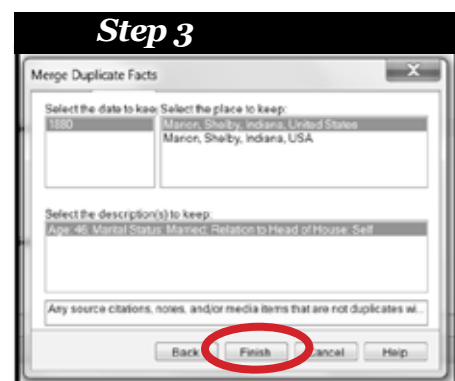 Step 3
Merge Duplicate Facts
Select the date to kee Select the place to keep:
1880 Marion, Shelby, Indiana, United States
Marion, Shelby, Indiana, USA
Select the description(s) to keep:
Age: 46; Marital Status: Married; Relation to Head of House: Self
Any source citations, notes, and/or media items that are not duplicates wi...
Back Finish Cancel Help